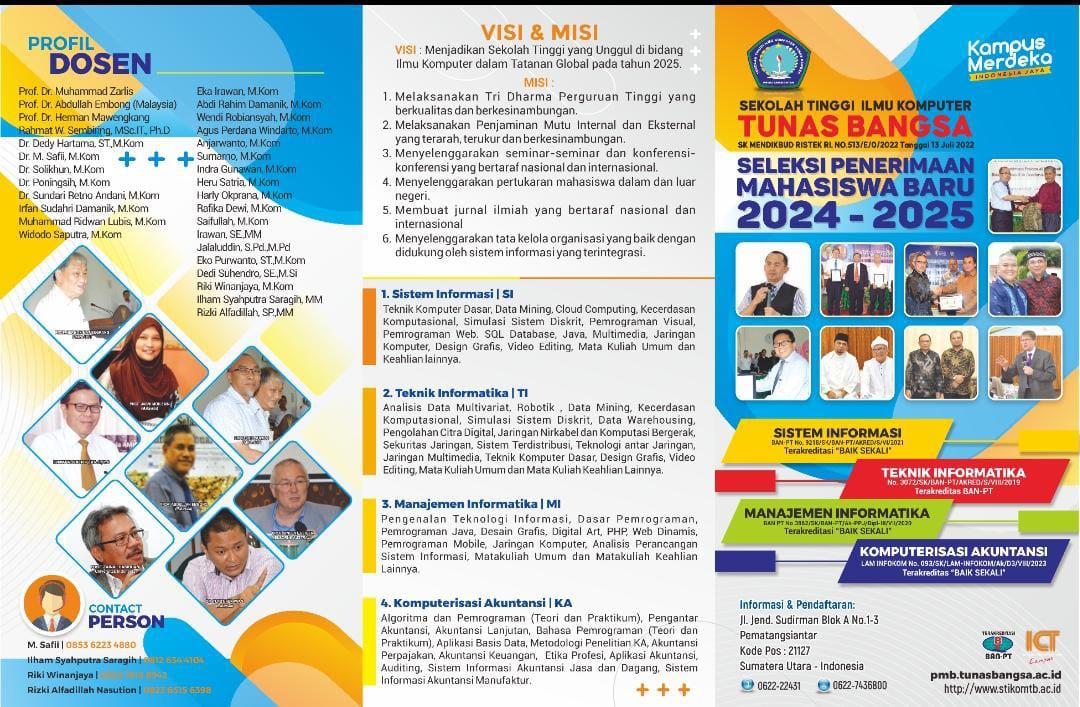 PROFIL
DOSEN
Prof. Dr. Muhammad Zarlis
Prof. Dr. Abdullah Embong (Malaysia)
Prof. Dr. Herman Mawengkang
Rahmat W. Sembiring, MSc.IT., Ph.D
Dr. Dedy Hartama, ST.,M.Kom
Dr. M. Safii, M.Kom
Dr. Solikhun, M.Kom
Dr. Poningsih, M.Kom
Dr. Sundari Retno Andani, M.Kom
Irfan Sudahri Damanik, M.Kom
Muhammad Ridwan Lubis, M.Kom
Widodo Saputra, M.Kom
Eka Irawan, M.Kom
Abdi Rahim Damanik, M.Kom
Wendi Robiansyah, M.Kom
Agus Perdana Windarto, M.Kom
Anjarwanto, M.Kom
Sumarno, M.Kom
Indra Gunawan, M.Kom
Heru Satria, M.Kom
Harly Okprana, M.Kom
Rafika Dewi, M.Kom
Saifullah, M.Kom
Irawan, SE.,MM
Jalaluddin, S.Pd.,M.Pd
Eko Purwanto, ST.,M.Kom
Dedi Suhendro, SE.,M.Si
Riki Winanjaya, M.Kom
Ilham Syahputra Saragih, MM
Rizki Alfadillah, SP.,MM
CONTACT
PERSON
M. Safii | 0853 6223 4880
Ilham Syahputra Saragih | 0812 6344 4104
Riki Winanjaya |
Rizki Alfadillah Nasution | 0823 6515 6398
VISI & MISI
VISI : Menjadikan Sekolah Tinggi yang Unggul di bidang
Ilmu Komputer dalam Tatanan Global pada tahun 2025.
MISI :
1. Melaksanakan Tri Dharma Perguruan Tinggi yang
berkualitas dan berkesinambungan.
2. Melaksanakan Penjaminan Mutu Internal dan Eksternal
yang terarah, terukur dan berkesinambungan.
3. Menyelenggarakan seminar-seminar dan konferensi-
konferensi yang bertaraf nasional dan internasional.
4. Menyelenggarakan pertukaran mahasiswa dalam dan luar
negeri.
5. Membuat jurnal ilmiah yang bertaraf nasional dan
internasional
6. Menyelenggarakan tata kelola organisasi yang baik dengan
didukung oleh sistem informasi yang terintegrasi.
1. Sistem Informasi | SI
Teknik Komputer Dasar, Data Mining, Cloud Computing, Kecerdasan
Komputasional, Simulasi Sistem Diskrit, Pemrograman Visual,
Pemrograman Web. SQL Database, Java, Multimedia, Jaringan
Komputer, Design Grafis, Video Editing, Mata Kuliah Umum dan
Keahlian lainnya.
2. Teknik Informatika | TI
Analisis Data Multivariat, Robotik , Data Mining, Kecerdasan
Komputasional, Simulasi Sistem Diskrit, Data Warehousing,
Pengolahan Citra Digital, Jaringan Nirkabel dan Komputasi Bergerak,
Sekuritas Jaringan, Sistem Terdistribusi, Teknologi antar Jaringan,
Jaringan Multimedia, Teknik Komputer Dasar, Design Grafis, Video
Editing, Mata Kuliah Umum dan Mata Kuliah Keahlian Lainnya.
3. Manajemen Informatika | MI
Pengenalan Teknologi Informasi, Dasar Pemrograman,
Pemrograman Java, Desain Grafis, Digital Art, PHP, Web Dinamis,
Pemrograman Mobile, Jaringan Komputer, Analisis Perancangan
Sistem Informasi, Matakuliah Umum dan Matakuliah Keahlian
Lainnya.
4. Komputerisasi Akuntansi | KA
Algoritma dan Pemrograman (Teori dan Praktikum), Pengantar
Akuntansi, Akuntansi Lanjutan, Bahasa Pemrograman (Teori dan
Praktikum), Aplikasi Basis Data, Metodologi Penelitian KA, Akuntansi
Perpajakan, Akuntansi Keuangan, Etika Profesi, Aplikasi Akuntansi,
Auditing, Sistem Informasi Akuntansi Jasa dan Dagang, Sistem
Informasi Akuntansi Manufaktur.
Kampus
Merdeka
INDONESIA JAYA
SEKOLAH TINGGI ILMU KOMPUTER
TUNAS BANGSA
SK MENDIKBUD RISTEK RI. NO.513/E/O/2022 Tanggal 13 Juli 2022
SELEKSI PENERIMAAN
MAHASISWA BARU
2024 - 2025
SISTEM INFORMASI
BAN-PT No. 9218/SK/BAN-PT/AKRED/S/VI/2021
Terakreditasi "BAIK SEKALI"
TEKNIK INFORMATIKA
No. 3072/SK/BAN-PT/AKRED/S/VIII/2019
Terakreditas BAN-PT
MANAJEMEN INFORMATIKA
Terakreditas "BAIK SEKALI"
KOMPUTERISASI AKUNTANSI
LAM INFOKOM No. 093/SK/LAM-INFOKOM/Ak/D3/VIII/2023
Terakreditas "BAIK SEKALI"
Informasi & Pendaftaran:
Jl. Jend. Sudirman Blok A No.1-3
Pematangsiantar
Kode Pos : 21127
Sumatera Utara - Indonesia
0622-22431
0622-7436800
TERAKREDITASI
B
BAN-PT
ICT
Campus
pmb.tunasbangsa.ac.id
http://www.stikomtb.ac.id